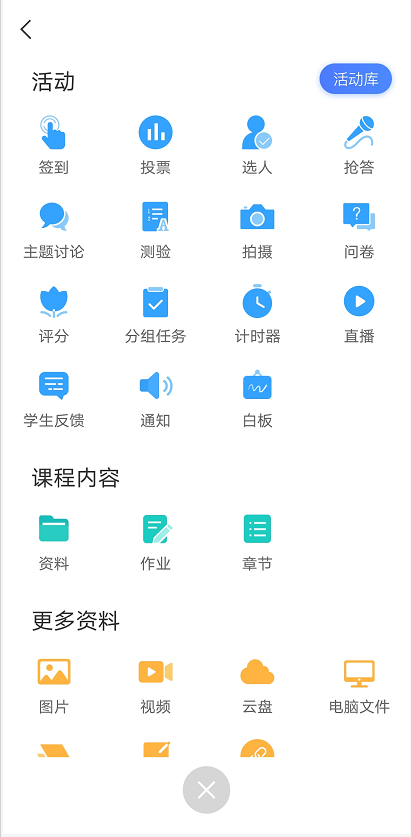 活动
活动库
签到 投票 选人 抢答
主题讨论 测验 拍摄 问卷
评分 分组任务 计时器 直播
学生反馈 通知 白板
课程内容
资料 作业 章节
更多资料
图片 视频 云盘 电脑文件